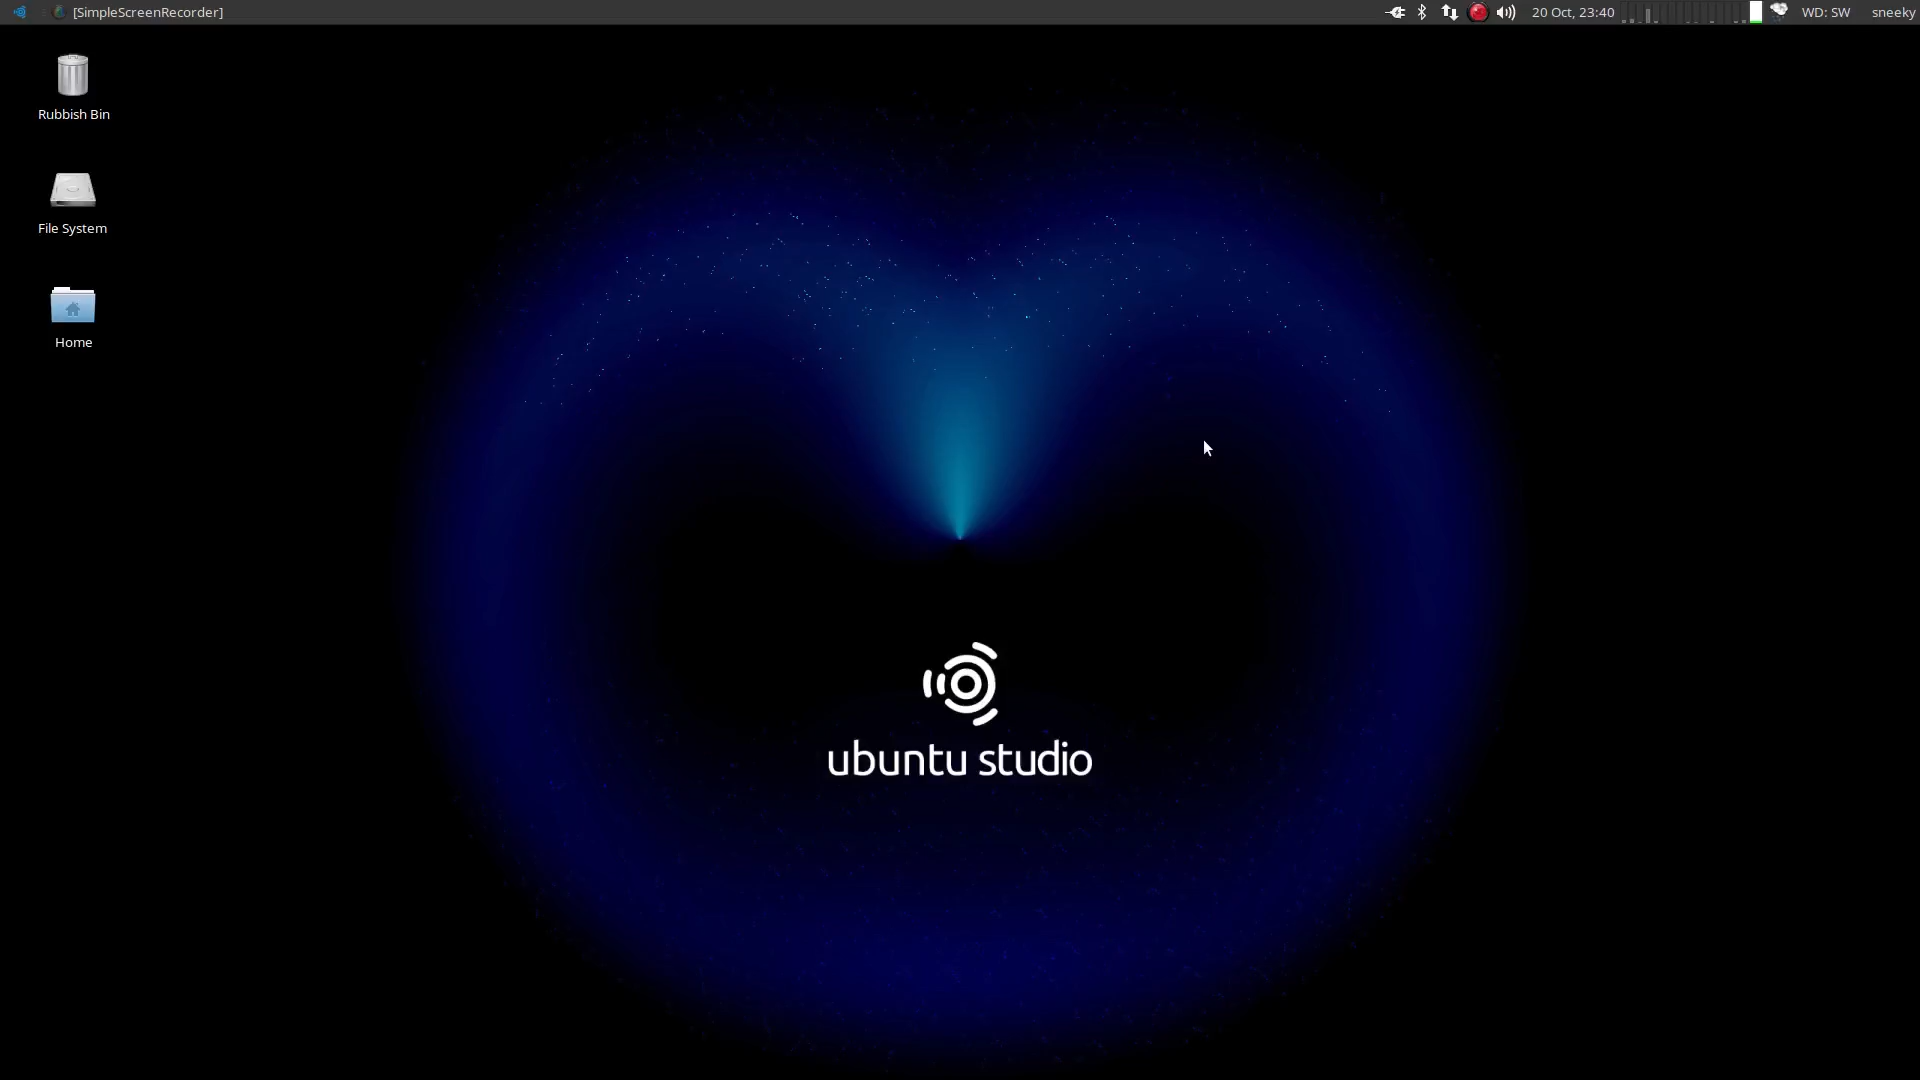 [SimpleScreenRecorder]
20 Oct, 23:40
WD: SW
sneeky
Rubbish Bin
File System
Home
ubuntu studio